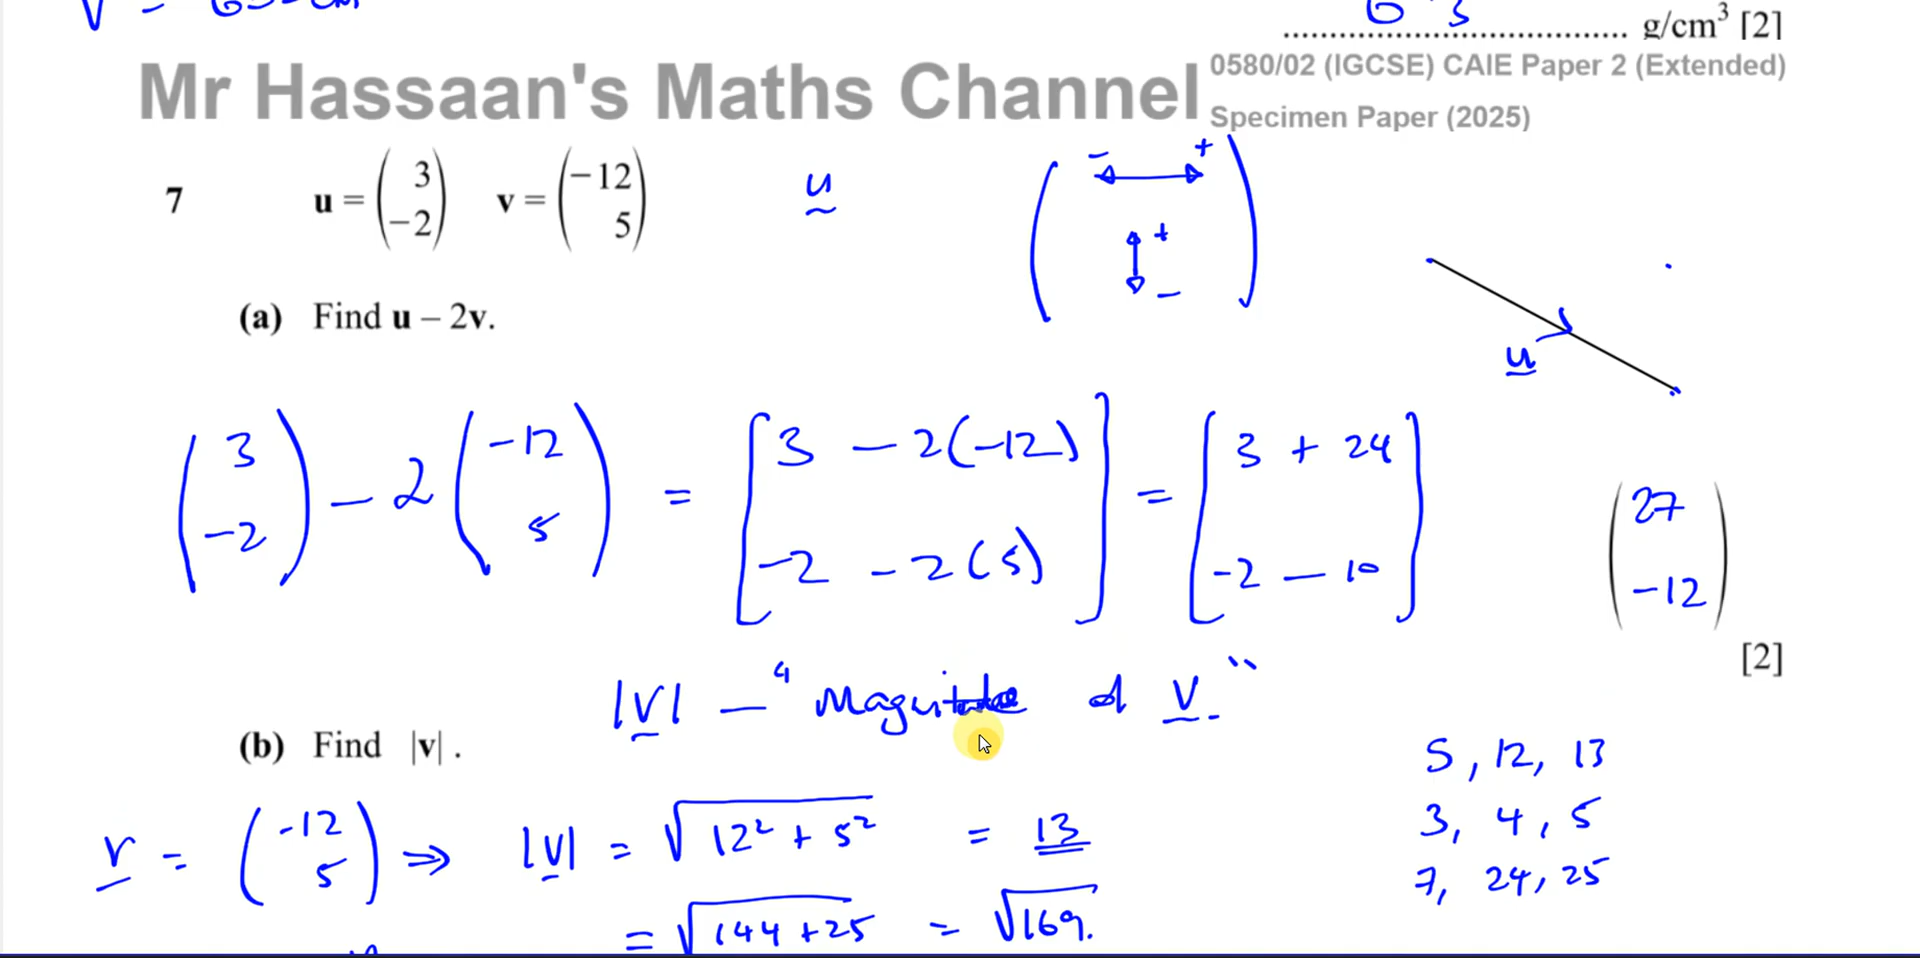 V = 63
g/cm³ [2]
Mr Hassaan's Maths Channel
0580/02 (IGCSE) CAIE Paper 2 (Extended)
Specimen Paper (2025)
7 u = (3 -2) v = (-12 5)
u
- +
+
-
(a) Find u – 2v.
u
(3 -2) - 2(-12 5) = [3 - 2(-12) -2 - 2(5)] = [3 + 24 -2 - 10] (27 -12)
[2]
|v| - "Magnitude of v."
(b) Find |v|.
5, 12, 13
3, 4, 5
7, 24, 25
v = (-12 5) ⇒ |v| = √12² + 5² = 13
= √144 + 25 = √169.